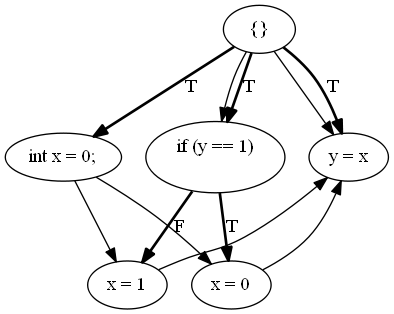 {}
T
T
T
int x = 0;
if (y == 1)
y = x
F
T
x = 1
x = 0